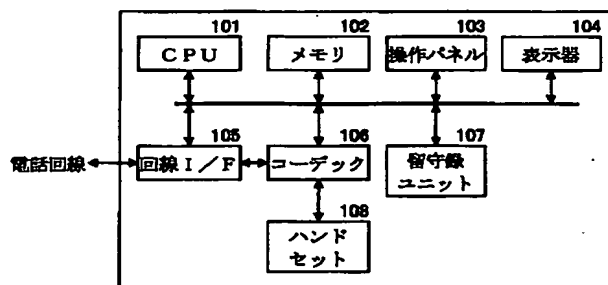 101
102
103
104
CPU
メモリ
操作パネル
表示器
105
106
107
電話回線
回線I/F
コーデック
留守録
ユニット
108
ハンド
セット